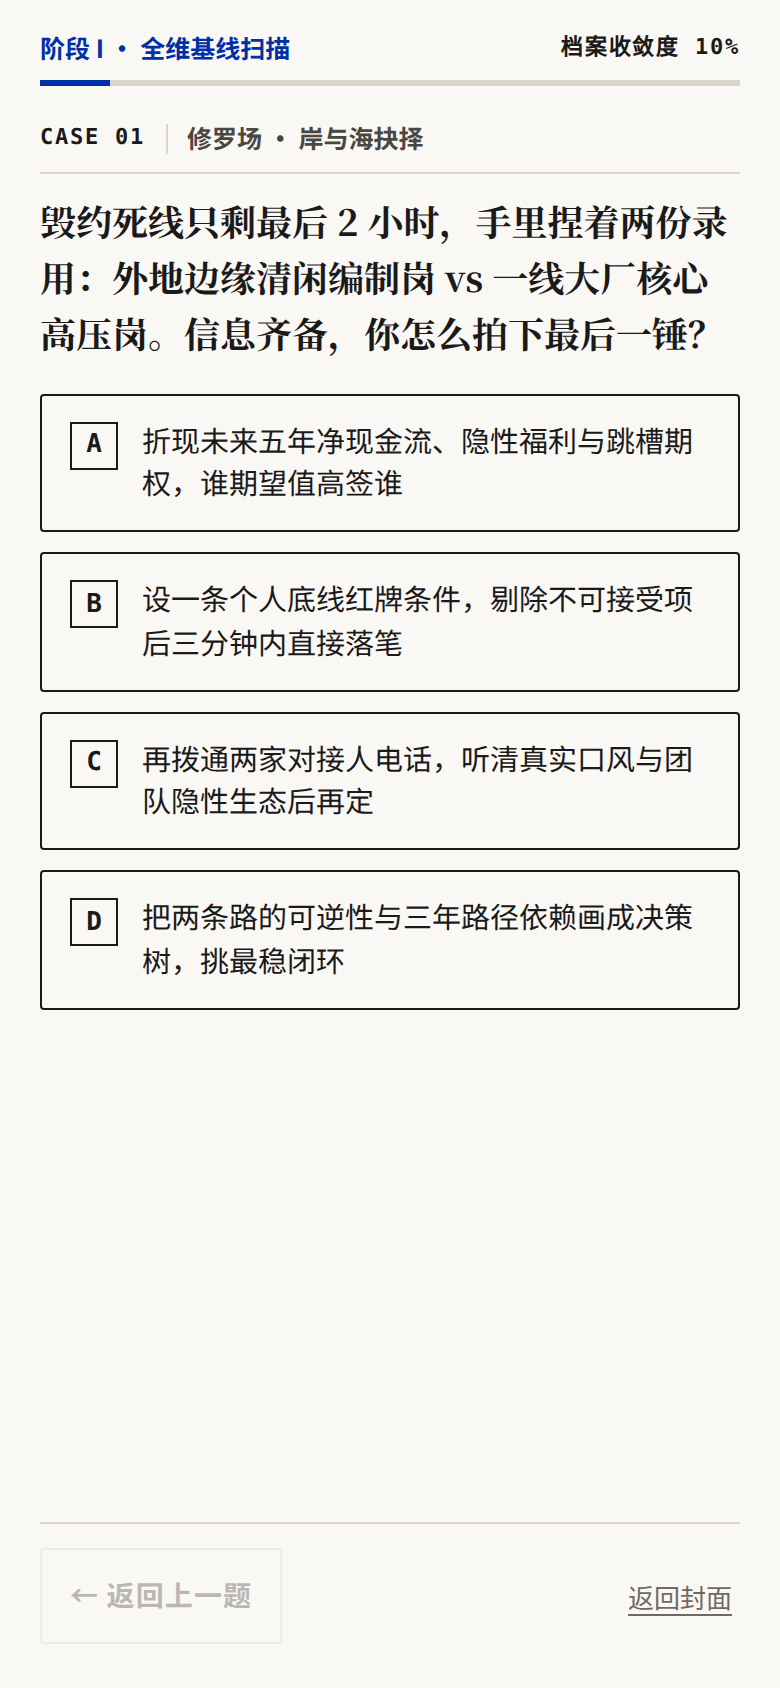 阶段 I · 全维基线扫描
档案收敛度 10%
CASE 01
修罗场 · 岸与海抉择
毁约死线只剩最后 2 小时，手里捏着两份录
用：外地边缘清闲编制岗 vs 一线大厂核心
高压岗。信息齐备，你怎么拍下最后一锤？
A
折现未来五年净现金流、隐性福利与跳槽期
权，谁期望值高签谁
B
设一条个人底线红牌条件，剔除不可接受项
后三分钟内直接落笔
C
再拨通两家对接人电话，听清真实口风与团
队隐性生态后再定
D
把两条路的可逆性与三年路径依赖画成决策
树，挑最稳闭环
← 返回上一题
返回封面